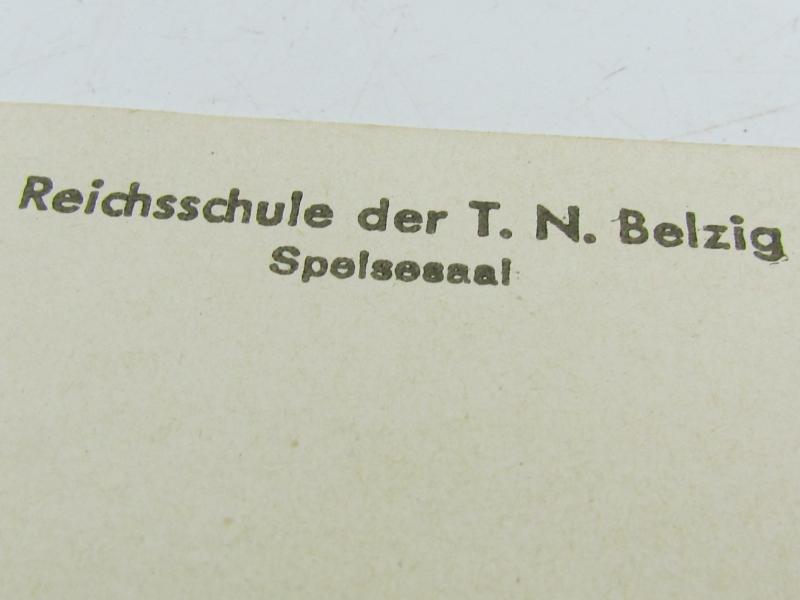 Reichsschule der T. N. Belzig
Speisesaal